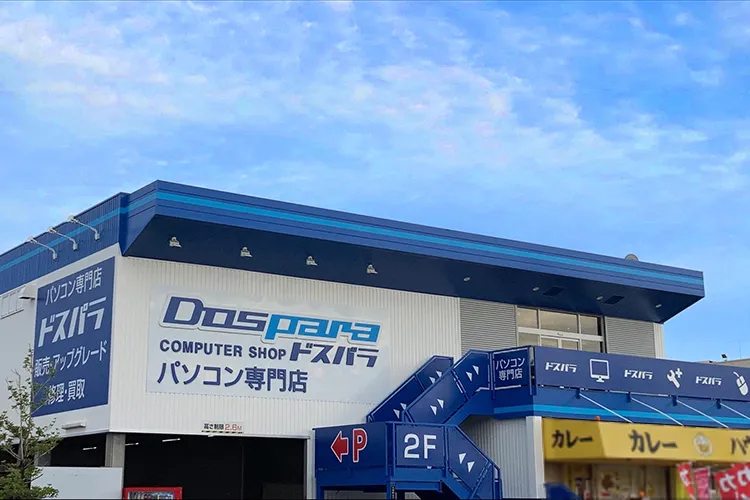 パソコン専門店
ドスパラ
販売・アップグレード
修理・買取
Dospara
COMPUTER SHOP ドスパラ
パソコン専門店
高さ制限 2.6M
パソコン
専門店
ドスパラ
ドスパラ
ドスパラ
P
2F
カレー カレー ハウ